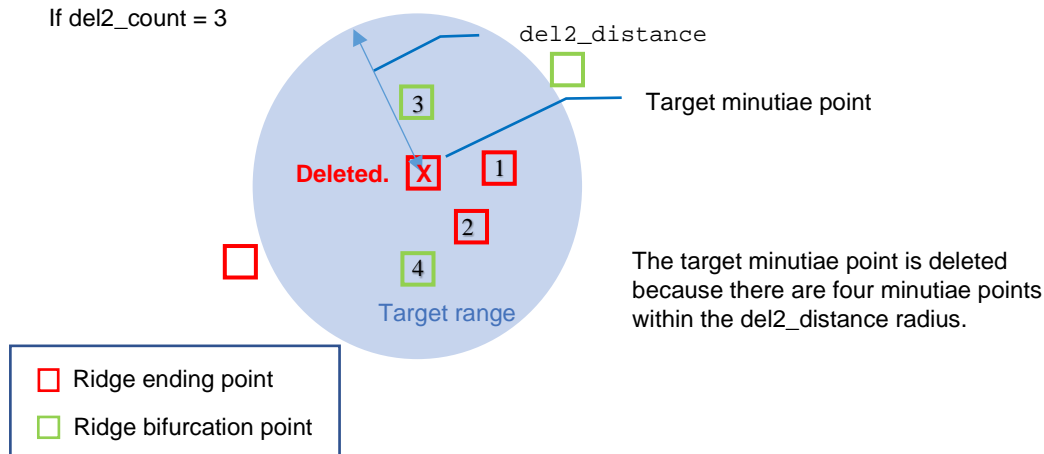 If del2_count = 3
del2_distance
3
Target minutiae point
Deleted.
X
1
2
4
Target range
The target minutiae point is deleted
because there are four minutiae points
within the del2_distance radius.
Ridge ending point
Ridge bifurcation point